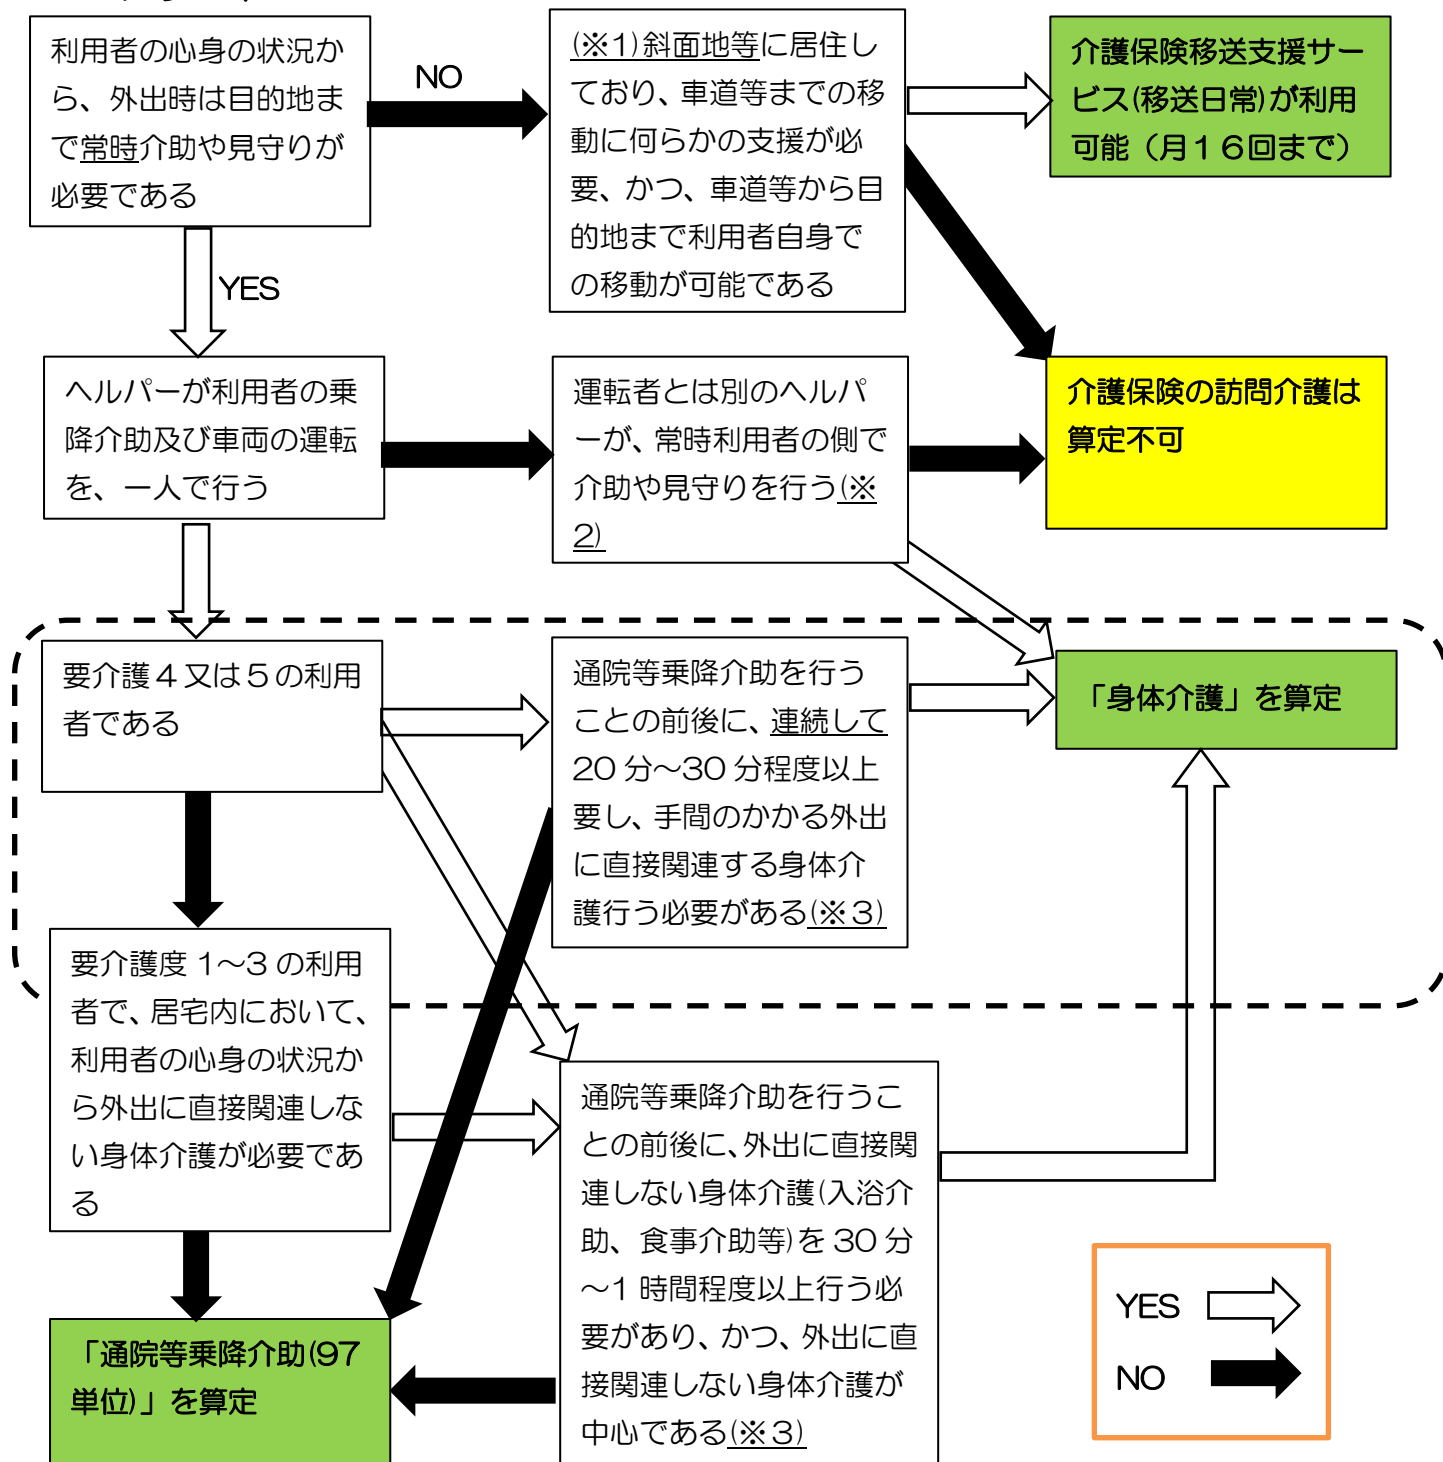 利用者の心身の状況か
ら、外出時は目的地ま
で常時介助や見守りが
必要である
NO
(※1)斜面地等に居住し
ており、車道等までの移
動に何らかの支援が必
要、かつ、車道等から目
的地まで利用者自身で
の移動が可能である
介護保険移送支援サー
ビス(移送日常)が利用
可能（月１６回まで）
YES
ヘルパーが利用者の乗
降介助及び車両の運転
を、一人で行う
運転者とは別のヘルパ
ーが、常時利用者の側で
介助や見守りを行う(※
2)
介護保険の訪問介護は
算定不可
要介護４又は５の利用
者である
通院等乗降介助を行う
ことの前後に、連続して
20 分～30 分程度以上
要し、手間のかかる外出
に直接関連する身体介
護行う必要がある(※３)
「身体介護」を算定
要介護度 1～3 の利用
者で、居宅内において、
利用者の心身の状況か
ら外出に直接関連しな
い身体介護が必要であ
る
通院等乗降介助を行うこ
との前後に、外出に直接関
連しない身体介護(入浴介
助、食事介助等)を 30 分
～1 時間程度以上行う必
要があり、かつ、外出に直
接関連しない身体介護が
中心である(※３)
「通院等乗降介助(97
単位)」を算定
YES
NO